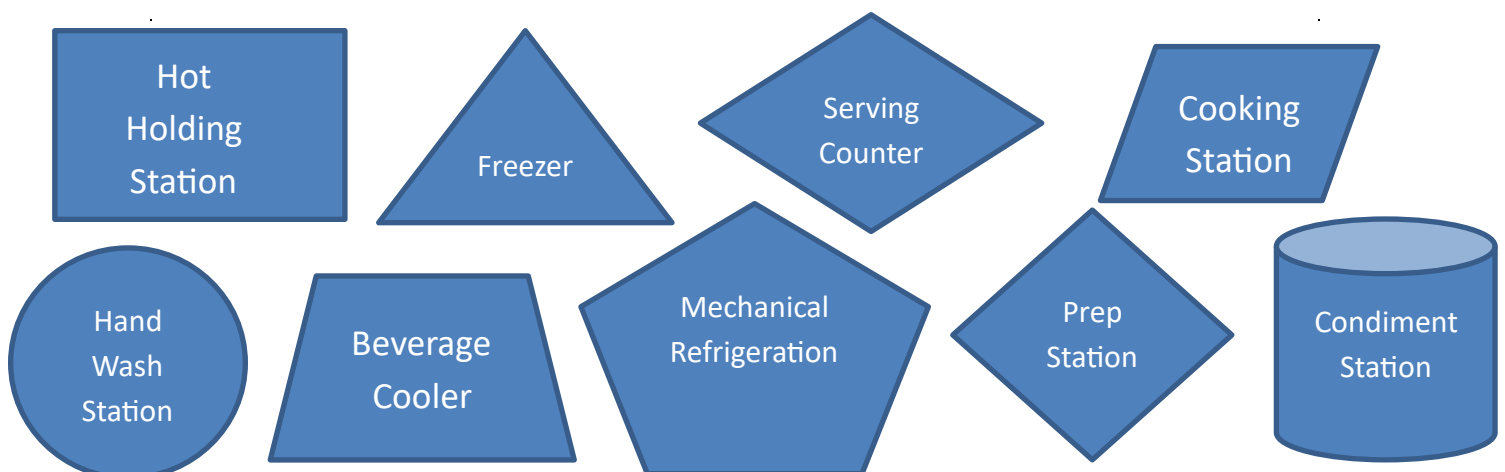 Hot
Holding
Station
Freezer
Serving
Counter
Cooking
Station
Hand
Wash
Station
Beverage
Cooler
Mechanical
Refrigeration
Prep
Station
Condiment
Station